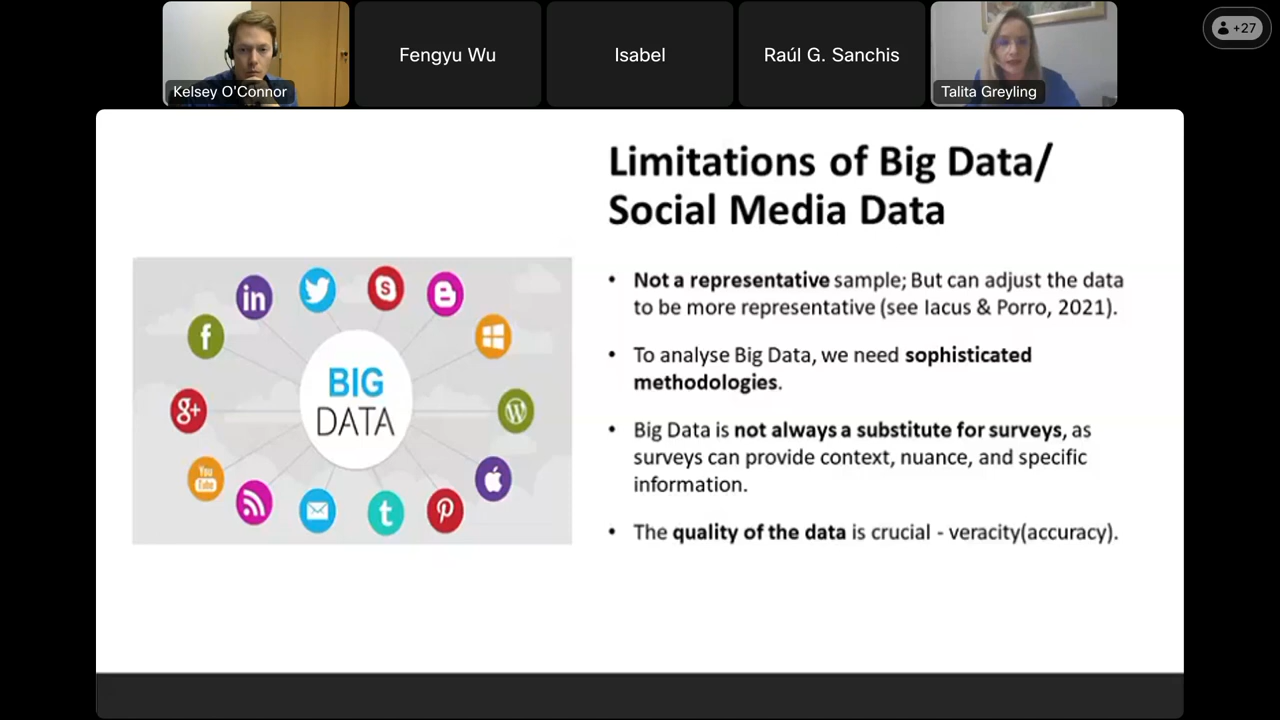 Kelsey O'Connor
Fengyu Wu
Isabel
Raúl G. Sanchis
Talita Greyling
+27
Limitations of Big Data/
Social Media Data
• Not a representative sample; But can adjust the data
to be more representative (see Iacus & Porro, 2021).
• To analyse Big Data, we need sophisticated
methodologies.
• Big Data is not always a substitute for surveys, as
surveys can provide context, nuance, and specific
information.
• The quality of the data is crucial - veracity(accuracy).
BIG
DATA
in
f
g+
You
Tube
t